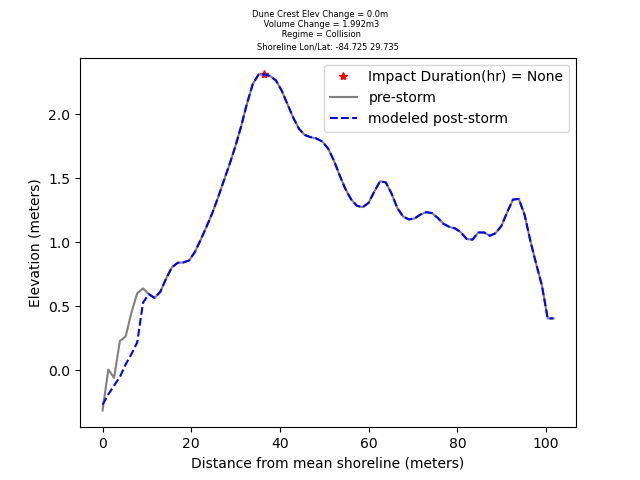 Dune Crest Elev Change = 0.0m
Volume Change = 1.992m3
Regime = Collision
Shoreline Lon/Lat: -84.725 29.735
Impact Duration(hr) = None
pre-storm
modeled post-storm
Elevation (meters)
2.0
1.5
1.0
0.5
0.0
0 20 40 60 80 100
Distance from mean shoreline (meters)